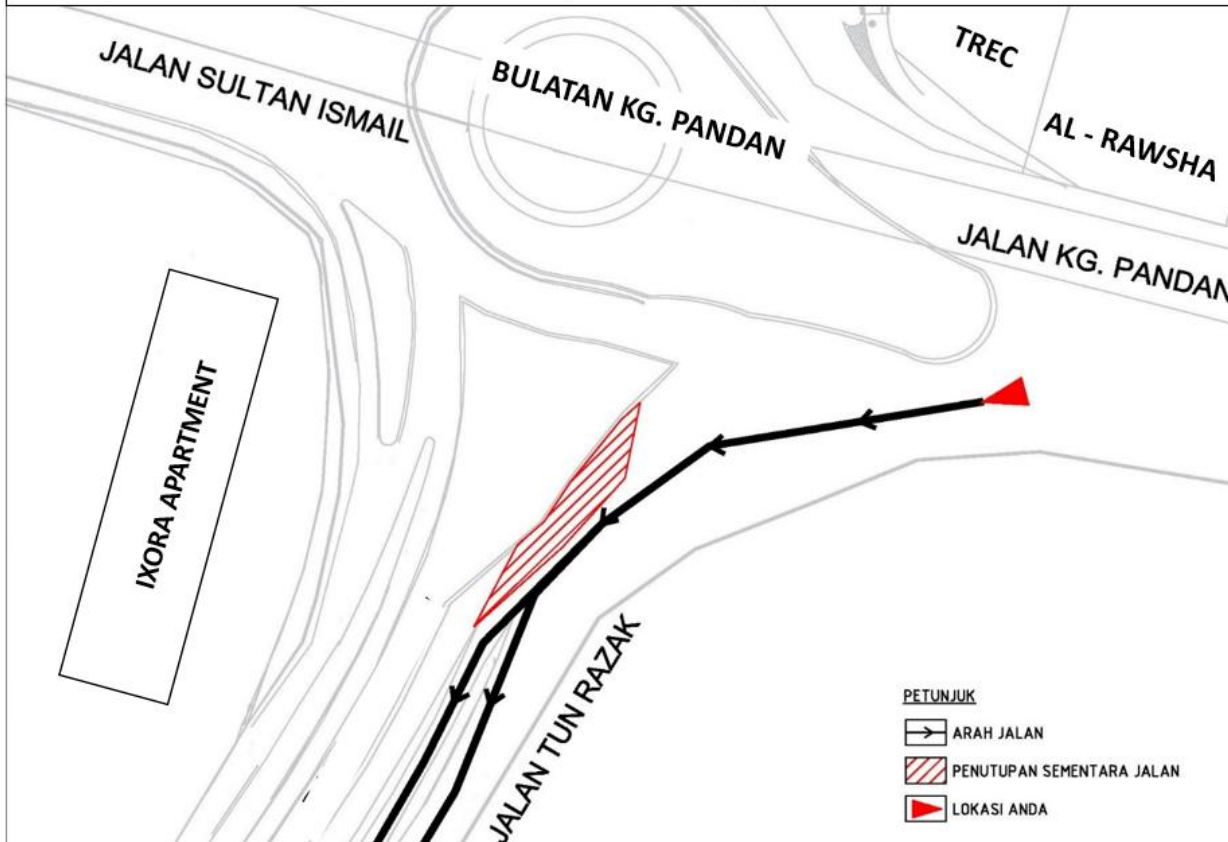 JALAN SULTAN ISMAIL
BULATAN KG. PANDAN
TREC
AL - RAWSHA
JALAN KG. PANDAN
IXORA APARTMENT
JALAN TUN RAZAK
PETUNJUK
ARAH JALAN
PENUTUPAN SEMENTARA JALAN
LOKASI ANDA